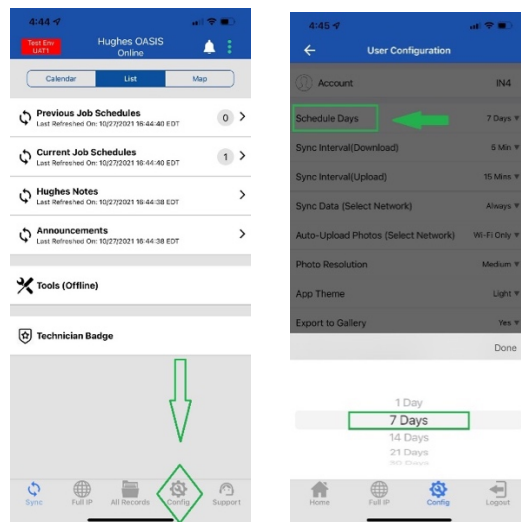 4:44
Test Env
UAT1
Hughes OASIS
Online
Calendar
List
Map
Previous Job Schedules
Last Refreshed On: 10/27/2021 16:44:40 EDT
0
Current Job Schedules
Last Refreshed On: 10/27/2021 16:44:40 EDT
1
Hughes Notes
Last Refreshed On: 10/27/2021 16:44:38 EDT
Announcements
Last Refreshed On: 10/27/2021 16:44:38 EDT
Tools (Offline)
Technician Badge
Sync
Full IP
All Records
Config
Support
4:45
User Configuration
Account IN4
Schedule Days 7 Days
Sync Interval(Download) 5 Min
Sync Interval(Upload) 15 Mins
Sync Data (Select Network) Always
Auto-Upload Photos (Select Network) Wi-Fi Only
Photo Resolution Medium
App Theme Light
Export to Gallery Yes
Done
1 Day
7 Days
14 Days
21 Days
Home
Full IP
Config
Logout